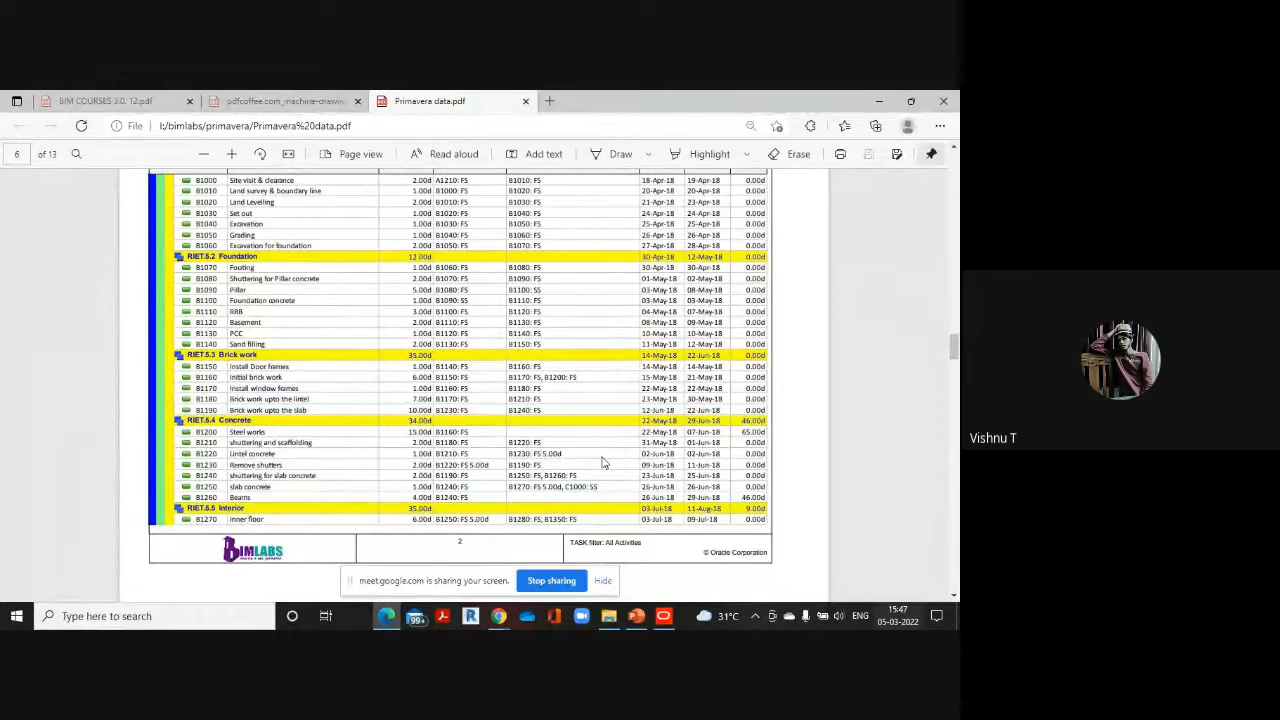 BIM COURSES 3.0. 12.pdf
pdfcoffee.com_machine-drawin
Primavera data.pdf
File
I:/bimlabs/primavera/Primavera%20data.pdf
6 of 13
Page view
Read aloud
Add text
Draw
Highlight
Erase
B1000 Site visit & clearance 2.00d A1210: FS B1010: FS 18-Apr-18 19-Apr-18 0.00d
B1010 Land survey & boundary line 1.00d B1000: FS B1020: FS 20-Apr-18 20-Apr-18 0.00d
B1020 Land Levelling 2.00d B1010: FS B1030: FS 21-Apr-18 23-Apr-18 0.00d
B1030 Set out 1.00d B1020: FS B1040: FS 24-Apr-18 24-Apr-18 0.00d
B1040 Excavation 1.00d B1030: FS B1050: FS 25-Apr-18 25-Apr-18 0.00d
B1050 Grading 1.00d B1040: FS B1060: FS 26-Apr-18 26-Apr-18 0.00d
B1060 Excavation for foundation 2.00d B1050: FS B1070: FS 27-Apr-18 28-Apr-18 0.00d
RIET.5.2 Foundation 12.00d 30-Apr-18 12-May-18 0.00d
B1070 Footing 1.00d B1060: FS B1080: FS 30-Apr-18 30-Apr-18 0.00d
B1080 Shuttering for Pillar concrete 2.00d B1070: FS B1090: FS 01-May-18 02-May-18 0.00d
B1090 Pillar 5.00d B1080: FS B1100: SS 03-May-18 08-May-18 0.00d
B1100 Foundation concrete 1.00d B1090: SS B1110: FS 03-May-18 03-May-18 0.00d
B1110 RRB 3.00d B1100: FS B1120: FS 04-May-18 07-May-18 0.00d
B1120 Basement 2.00d B1110: FS B1130: FS 08-May-18 09-May-18 0.00d
B1130 PCC 1.00d B1120: FS B1140: FS 10-May-18 10-May-18 0.00d
B1140 Sand filling 2.00d B1130: FS B1150: FS 11-May-18 12-May-18 0.00d
RIET.5.3 Brick work 35.00d 14-May-18 22-Jun-18 0.00d
B1150 Install Door frames 1.00d B1140: FS B1160: FS 14-May-18 14-May-18 0.00d
B1160 Initial brick work 6.00d B1150: FS B1170: FS, B1200: FS 15-May-18 21-May-18 0.00d
B1170 Install window frames 1.00d B1160: FS B1180: FS 22-May-18 22-May-18 0.00d
B1180 Brick work upto the lintel 7.00d B1170: FS B1210: FS 23-May-18 30-May-18 0.00d
B1190 Brick work upto the slab 10.00d B1230: FS B1240: FS 12-Jun-18 22-Jun-18 0.00d
RIET.5.4 Concrete 34.00d 22-May-18 29-Jun-18 46.00d
B1200 Steel works 15.00d B1160: FS 22-May-18 07-Jun-18 65.00d
B1210 shuttering and scaffolding 2.00d B1180: FS B1220: FS 31-May-18 01-Jun-18 0.00d
B1220 Lintel concrete 1.00d B1210: FS B1230: FS 5.00d 02-Jun-18 02-Jun-18 0.00d
B1230 Remove shutters 2.00d B1220: FS 5.00d B1190: FS 09-Jun-18 11-Jun-18 0.00d
B1240 shuttering for slab concrete 2.00d B1190: FS B1250: FS, B1260: FS 23-Jun-18 25-Jun-18 0.00d
B1250 slab concrete 1.00d B1240: FS B1270: FS 5.00d, C1000: SS 26-Jun-18 26-Jun-18 0.00d
B1260 Beams 4.00d B1240: FS 26-Jun-18 29-Jun-18 46.00d
RIET.5.5 Interior 35.00d 03-Jul-18 11-Aug-18 9.00d
B1270 Inner floor 6.00d B1250: FS 5.00d B1280: FS, B1350: FS 03-Jul-18 09-Jul-18 0.00d
BIMLABS
2
TASK filter: All Activities
© Oracle Corporation
meet.google.com is sharing your screen.
Stop sharing
Hide
Vishnu T
Type here to search
99+
31°C
ENG
15:47
05-03-2022